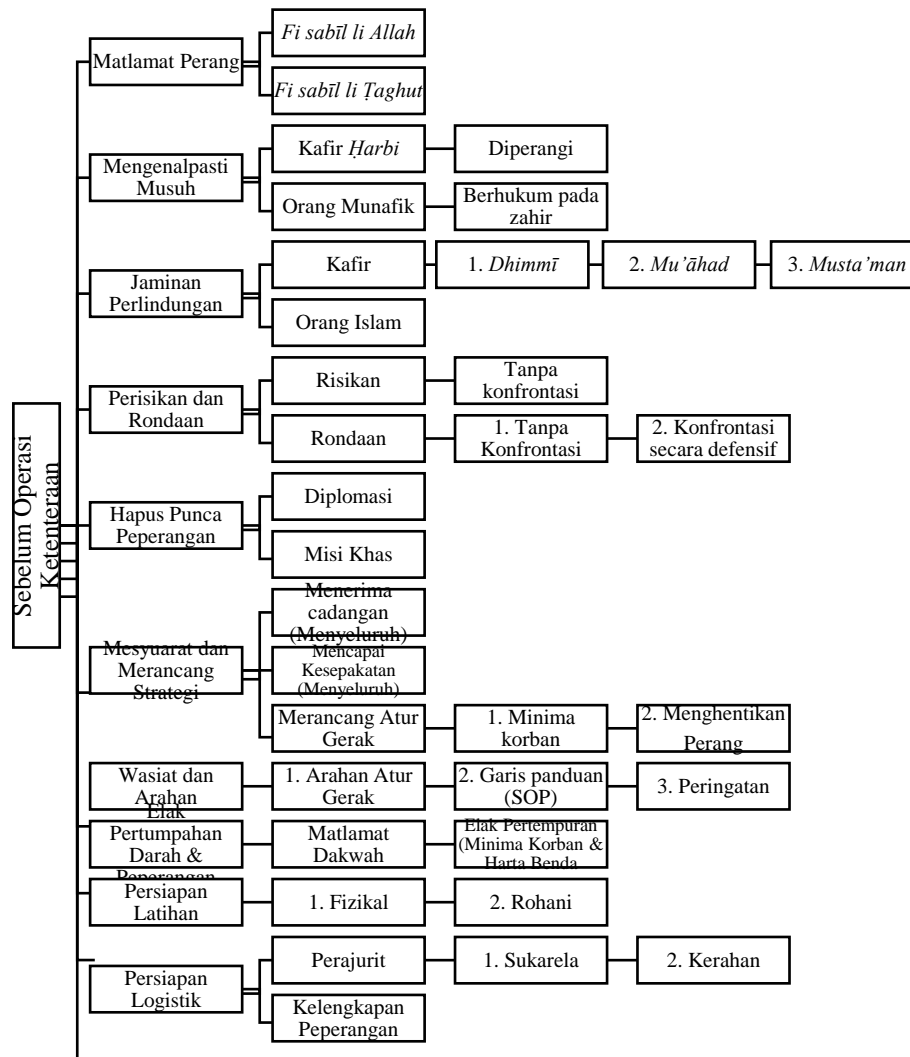 Sebelum Operasi
Ketenteraan
Matlamat Perang
Fi sabīl li Allah
Fi sabīl li Ṭaghut
Mengenalpasti
Musuh
Kafir Ḥarbi
Diperangi
Orang Munafik
Berhukum pada
zahir
Jaminan
Perlindungan
Kafir
1. Dhimmī
2. Mu’āhad
3. Musta’man
Orang Islam
Perisikan dan
Rondaan
Risikan
Tanpa
konfrontasi
Rondaan
1. Tanpa
Konfrontasi
2. Konfrontasi
secara defensif
Hapus Punca
Peperangan
Diplomasi
Misi Khas
Mesyuarat dan
Merancang
Strategi
Menerima
cadangan
(Menyeluruh)
Mencapai
Kesepakatan
(Menyeluruh)
Merancang Atur
Gerak
1. Minima
korban
2. Menghentikan
Perang
Wasiat dan
Arahan
1. Arahan Atur
Gerak
2. Garis panduan
(SOP)
3. Peringatan
Elak
Pertumpahan
Darah &
Peperangan
Matlamat
Dakwah
Elak Pertempuran
(Minima Korban &
Harta Benda
Persiapan
Latihan
1. Fizikal
2. Rohani
Persiapan
Logistik
Perajurit
1. Sukarela
2. Kerahan
Kelengkapan
Peperangan